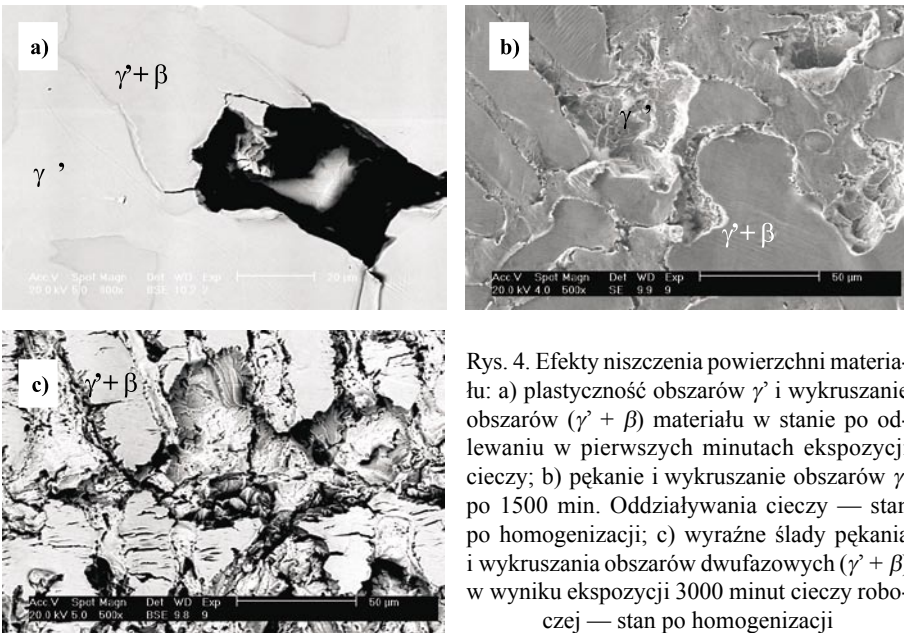 a)
γ’+ β
γ ’
Acc.V Spot Magn Det WD Exp 20 µm
20.0 kV 5.0 800x BSE 10.2 2
b)
γ ’
γ’+ β
Acc.V Spot Magn Det WD Exp 50 µm
20.0 kV 4.0 500x SE 9.9 9
c)
γ’+ β
Acc.V Spot Magn Det WD Exp 50 µm
20.0 kV 5.0 500x BSE 9.8 9
Rys. 4. Efekty niszczenia powierzchni materia-
łu: a) plastyczność obszarów γ’ i wykruszanie
obszarów (γ’ + β) materiału w stanie po od-
lewaniu w pierwszych minutach ekspozycji
cieczy; b) pękanie i wykruszanie obszarów γ’
po 1500 min. Oddziaływania cieczy — stan
po homogenizacji; c) wyraźne ślady pękania
i wykruszania obszarów dwufazowych (γ’ + β)
w wyniku ekspozycji 3000 minut cieczy robo-
czej — stan po homogenizacji